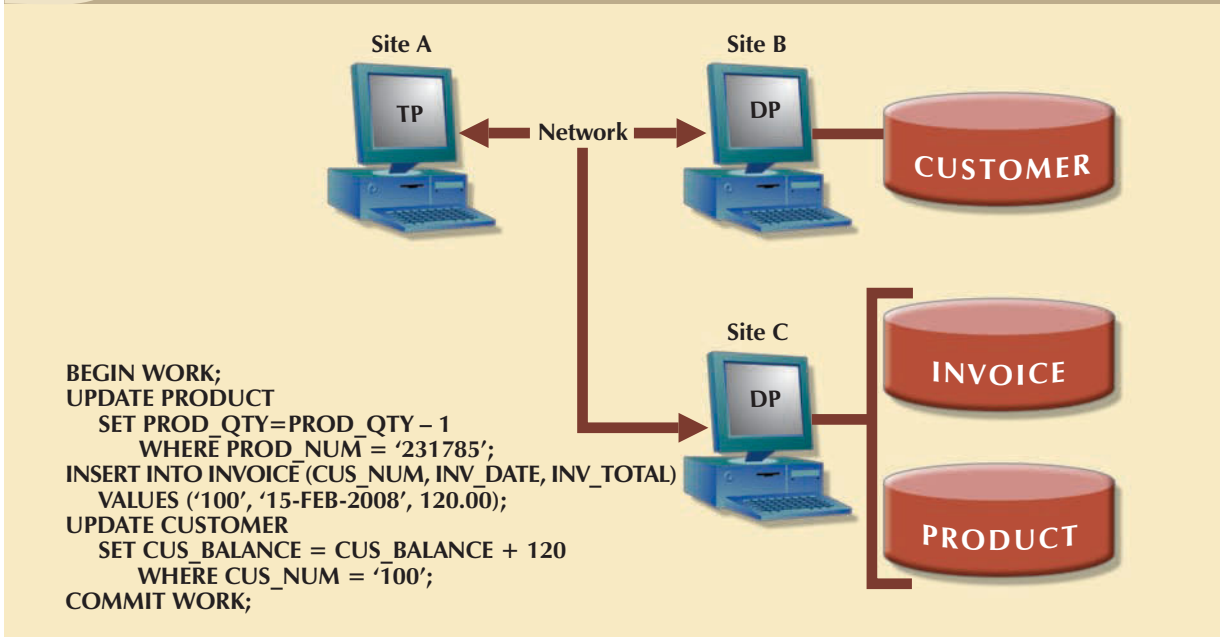 Site A
Site B
TP
Network
DP
CUSTOMER
Site C
DP
INVOICE
PRODUCT
BEGIN WORK;
UPDATE PRODUCT
SET PROD_QTY=PROD_QTY – 1
WHERE PROD_NUM = ‘231785’;
INSERT INTO INVOICE (CUS_NUM, INV_DATE, INV_TOTAL)
VALUES (‘100’, ‘15-FEB-2008’, 120.00);
UPDATE CUSTOMER
SET CUS_BALANCE = CUS_BALANCE + 120
WHERE CUS_NUM = ‘100’;
COMMIT WORK;